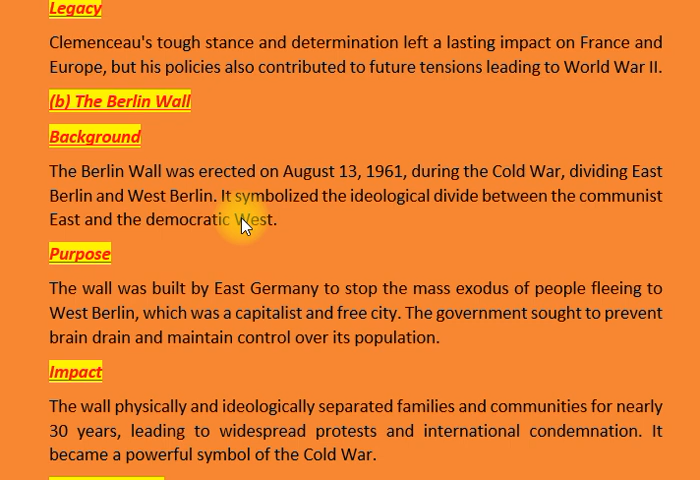 Legacy
Clemenceau's tough stance and determination left a lasting impact on France and
Europe, but his policies also contributed to future tensions leading to World War II.
(b) The Berlin Wall
Background
The Berlin Wall was erected on August 13, 1961, during the Cold War, dividing East
Berlin and West Berlin. It symbolized the ideological divide between the communist
East and the democratic West.
Purpose
The wall was built by East Germany to stop the mass exodus of people fleeing to
West Berlin, which was a capitalist and free city. The government sought to prevent
brain drain and maintain control over its population.
Impact
The wall physically and ideologically separated families and communities for nearly
30 years, leading to widespread protests and international condemnation. It
became a powerful symbol of the Cold War.